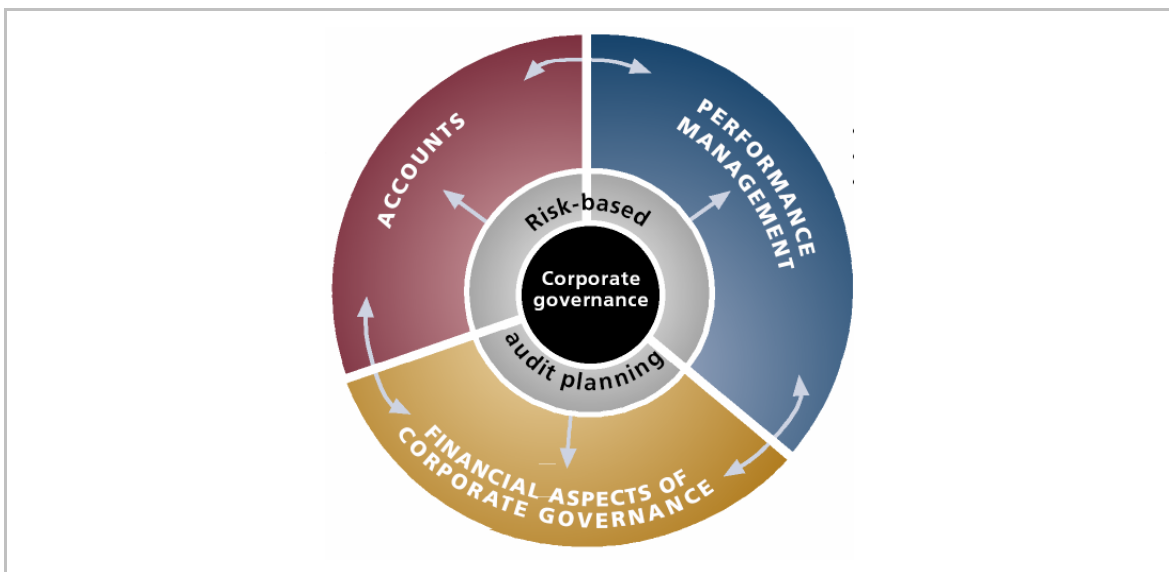 ACCOUNTS
PERFORMANCE
MANAGEMENT
Risk-based
Corporate
governance
audit planning
FINANCIAL ASPECTS OF
CORPORATE GOVERNANCE